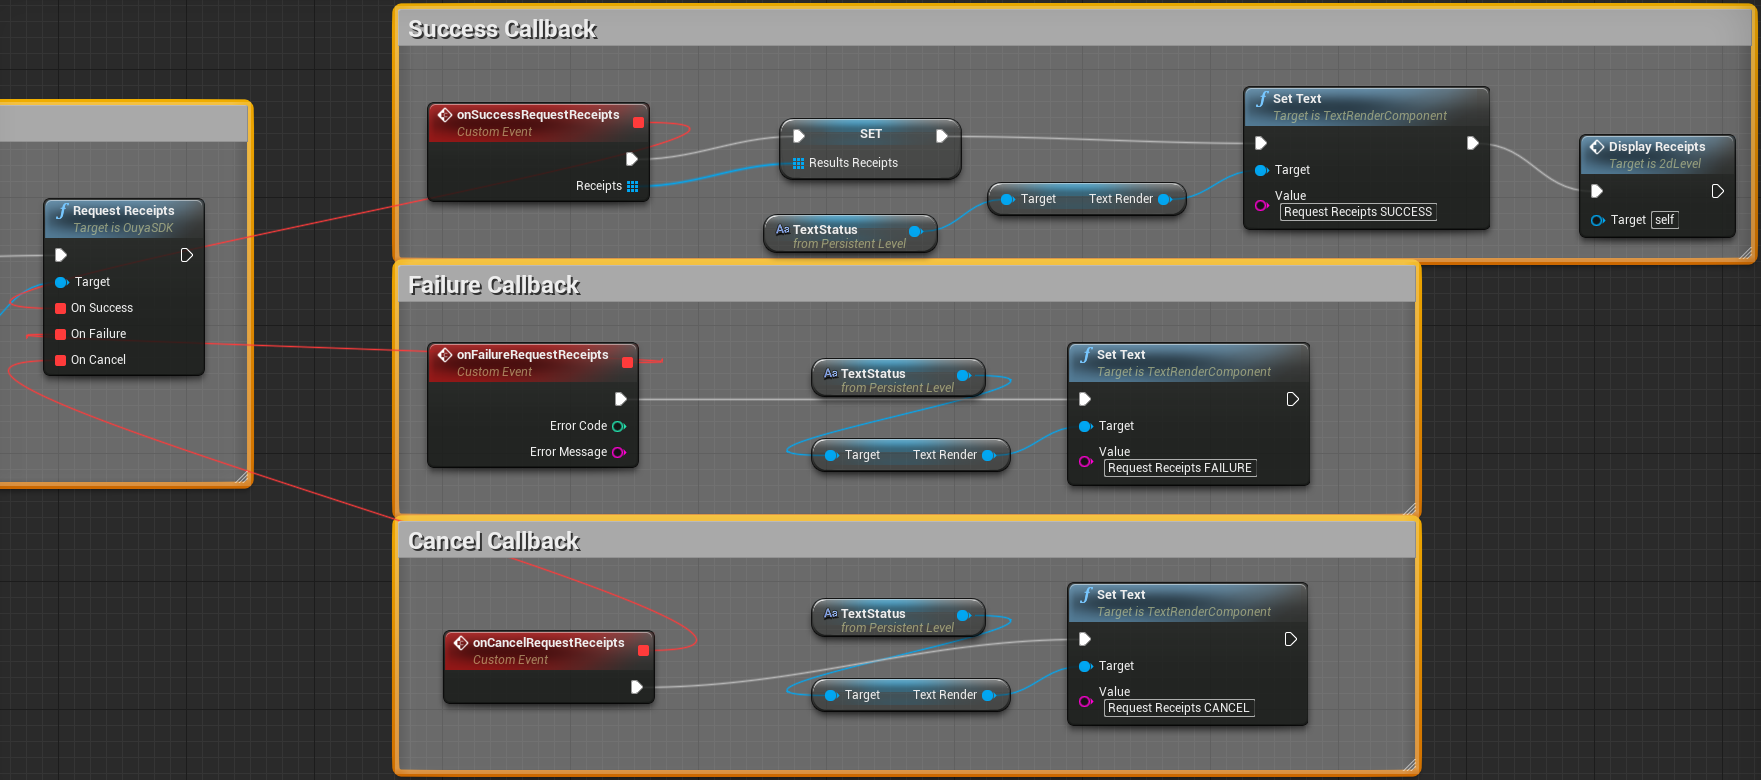 Request Receipts
Target is OuyaSDK
Target
On Success
On Failure
On Cancel
Success Callback
onSuccessRequestReceipts
Custom Event
Receipts
SET
Results Receipts
Aa TextStatus
from Persistent Level
Target Text Render
f Set Text
Target is TextRenderComponent
Target
Value
Request Receipts SUCCESS
Display Receipts
Target is 2dLevel
Target self
Failure Callback
onFailureRequestReceipts
Custom Event
Error Code
Error Message
Aa TextStatus
from Persistent Level
Target Text Render
f Set Text
Target is TextRenderComponent
Target
Value
Request Receipts FAILURE
Cancel Callback
onCancelRequestReceipts
Custom Event
Aa TextStatus
from Persistent Level
Target Text Render
f Set Text
Target is TextRenderComponent
Target
Value
Request Receipts CANCEL